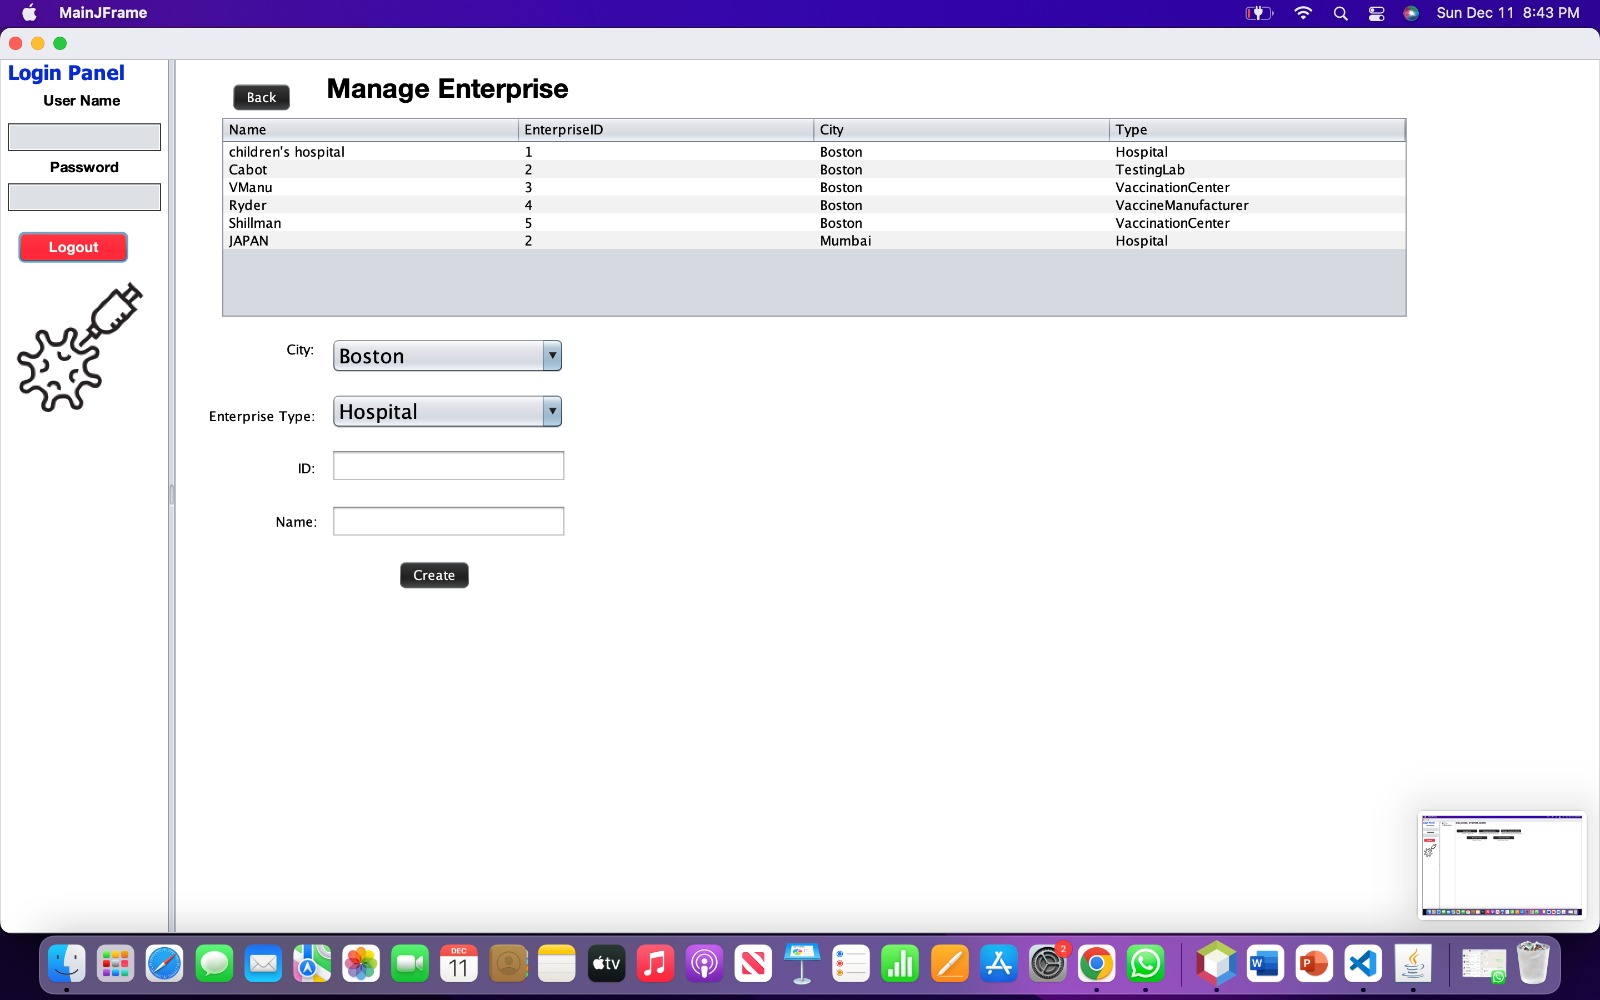 MainJFrame
Sun Dec 11 8:43 PM
Login Panel
User Name
Password
Logout
Back
Manage Enterprise
Name EnterpriseID City Type
children's hospital 1 Boston Hospital
Cabot 2 Boston TestingLab
VManu 3 Boston VaccinationCenter
Ryder 4 Boston VaccineManufacturer
Shillman 5 Boston VaccinationCenter
JAPAN 2 Mumbai Hospital
City: Boston
Enterprise Type: Hospital
ID:
Name:
Create
DEC
11
tv
2
W
P